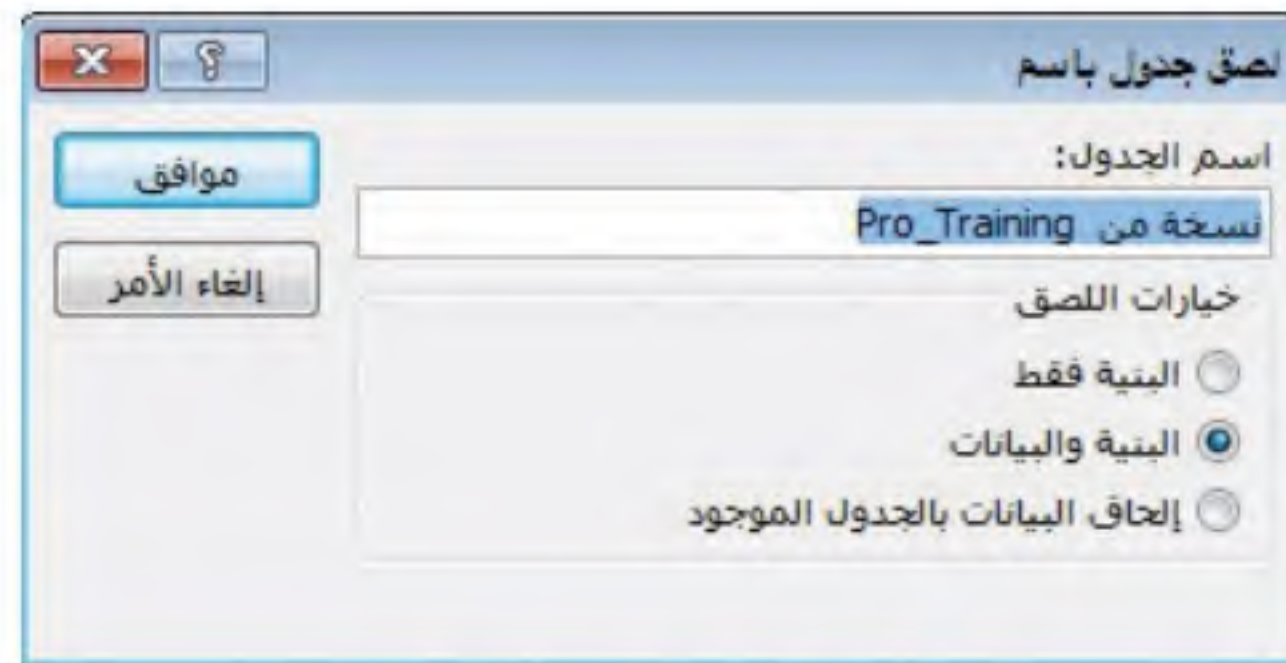 لصق جدول باسم
اسم الجدول:
نسخة من Pro_Training
خيارات اللصق
البنية فقط
البنية والبيانات
إلحاق البيانات بالجدول الموجود
موافق
إلغاء الأمر